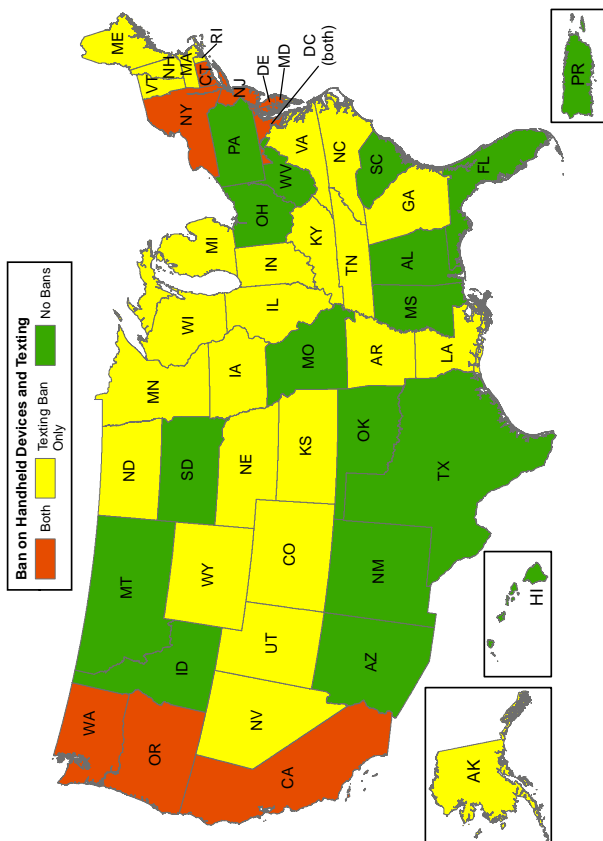 Ban on Handheld Devices and Texting
Both
Texting Ban
Only
No Bans
WA
OR
CA
NV
ID
MT
WY
UT
AZ
CO
NM
ND
SD
NE
KS
OK
TX
MN
IA
MO
AR
LA
WI
IL
MI
IN
OH
KY
TN
MS
AL
GA
FL
SC
NC
VA
WV
PA
NY
VT
NH
ME
MA
RI
CT
NJ
DE
MD
DC
(both)
AK
HI
PR